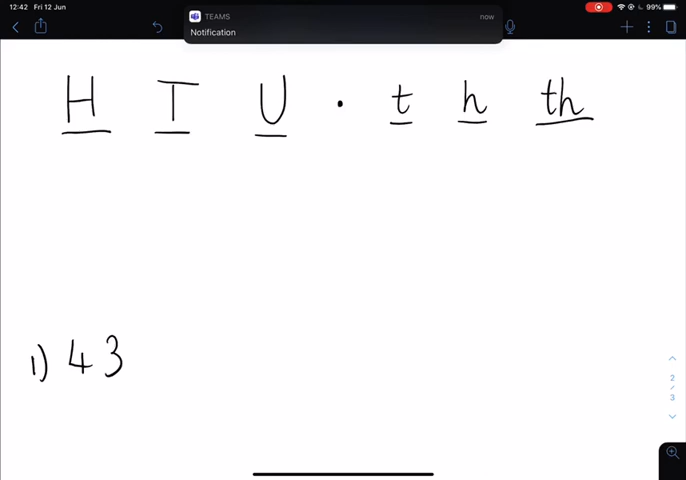 12:42 Fri 12 Jun
99%
TEAMS
now
Notification
H T U . t h th
1) 43
2
/
3